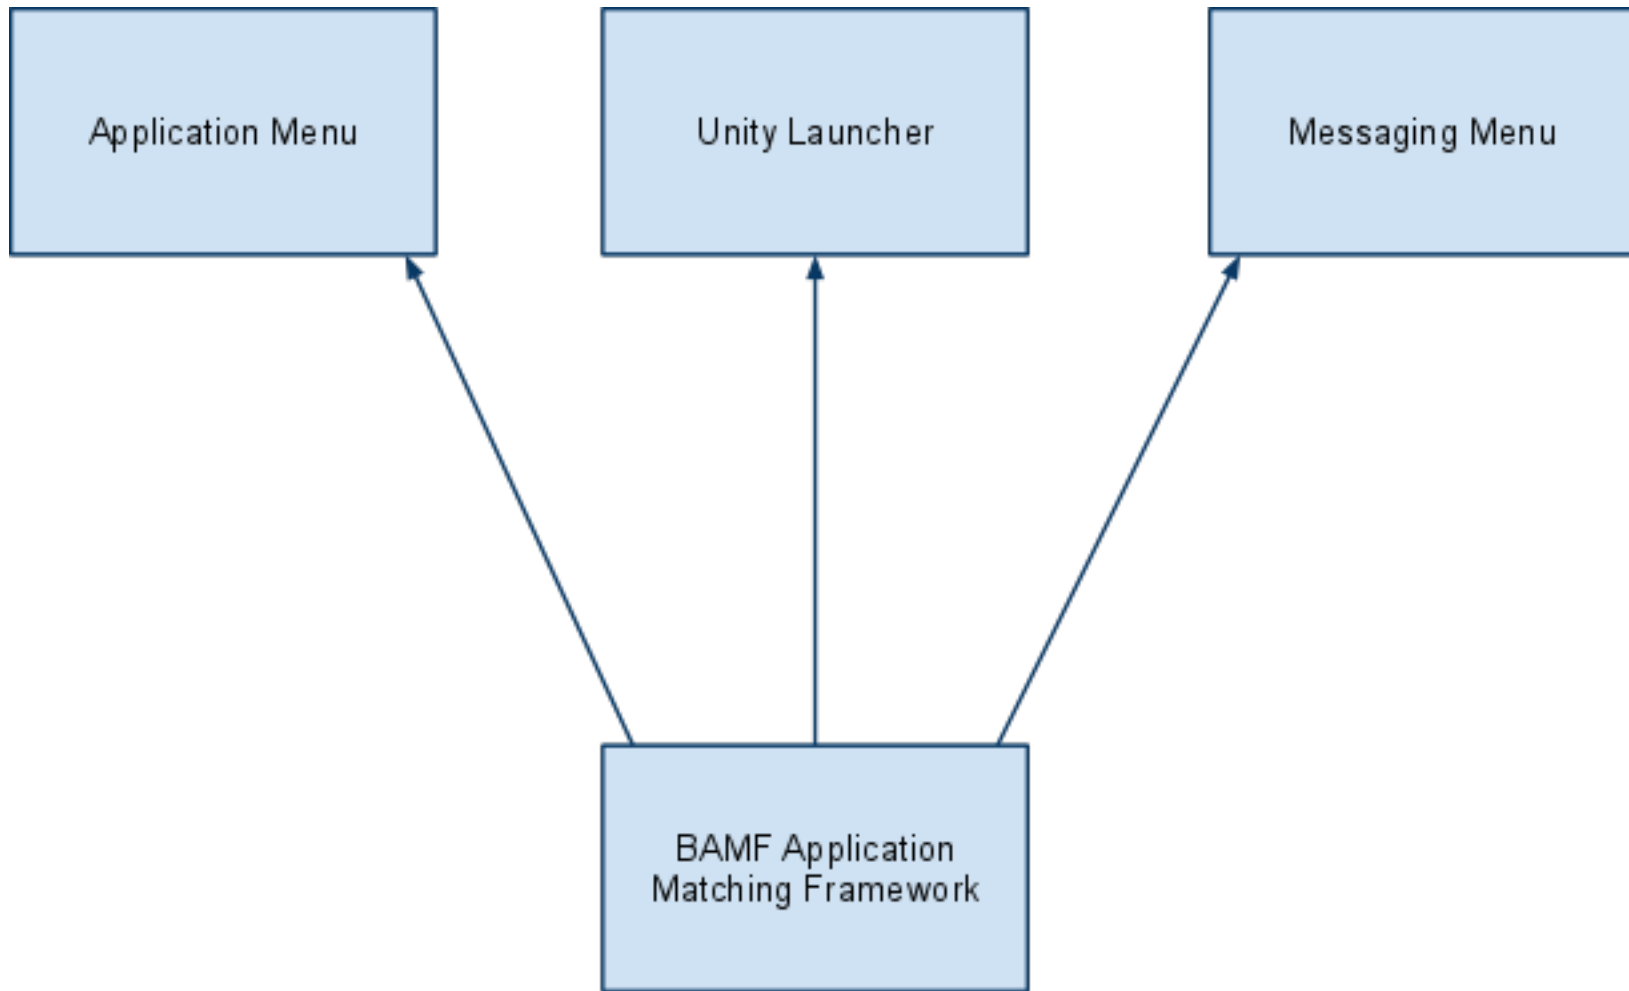 Application Menu
Unity Launcher
Messaging Menu
BAMF Application
Matching Framework